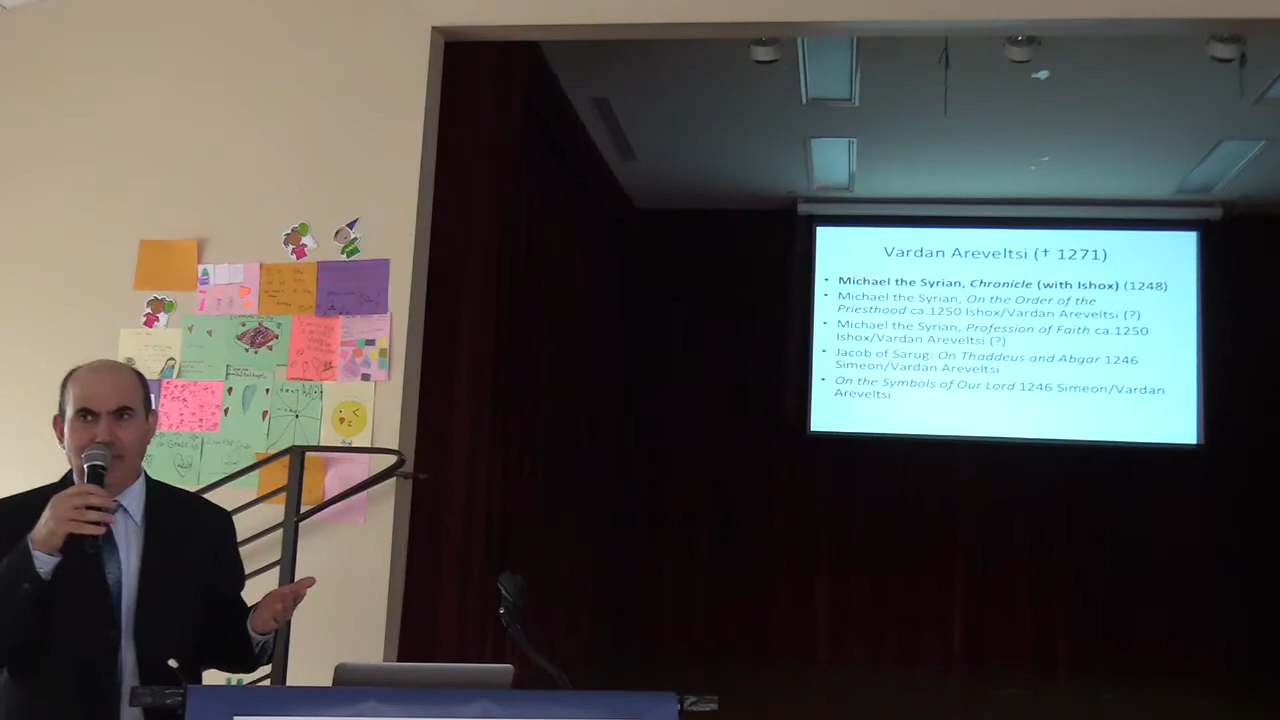 Vardan Areveltsi († 1271)
• Michael the Syrian, Chronicle (with Ishox) (1248)
• Michael the Syrian, On the Order of the
Priesthood ca.1250 Ishox/Vardan Areveltsi (?)
• Michael the Syrian, Profession of Faith ca.1250
Ishox/Vardan Areveltsi (?)
• Jacob of Sarug: On Thaddeus and Abgar 1246
Simeon/Vardan Areveltsi
• On the Symbols of Our Lord 1246 Simeon/Vardan
Areveltsi